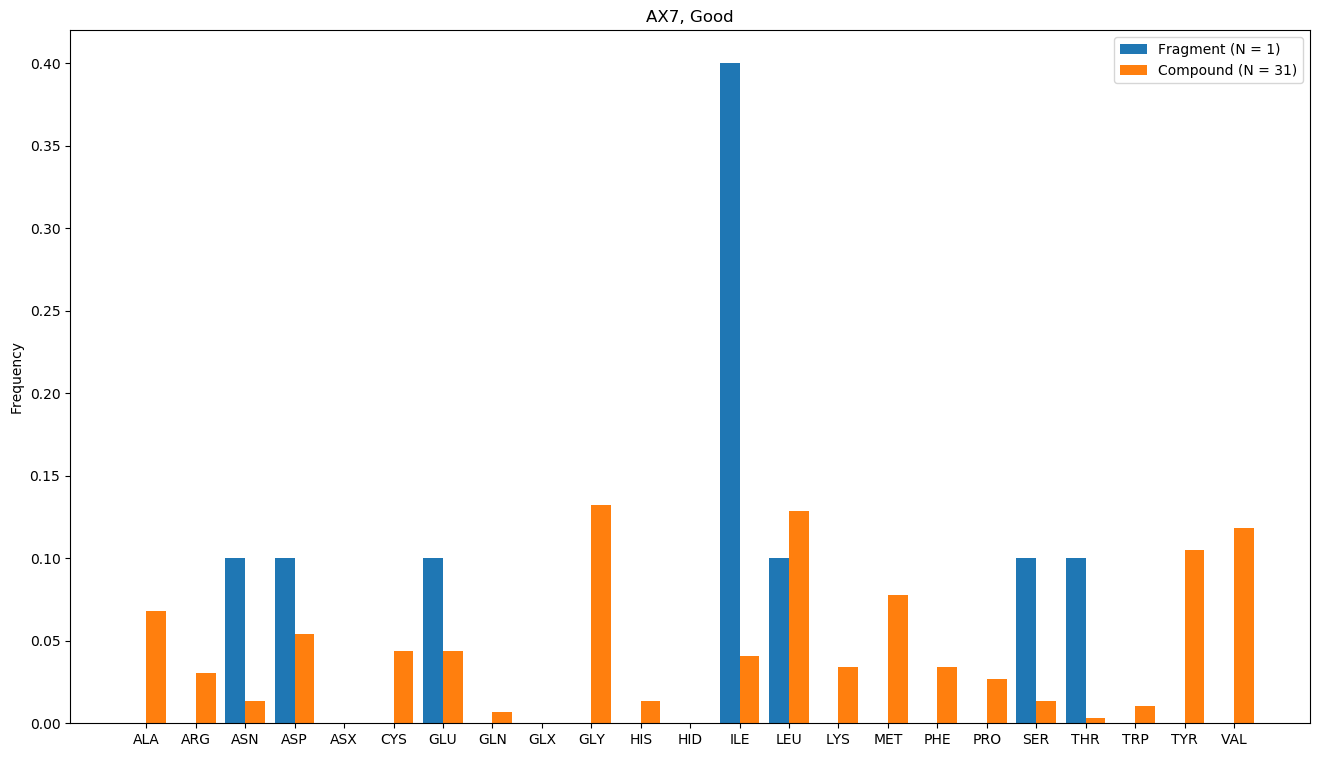 AX7, Good
Fragment (N = 1)
Compound (N = 31)
Frequency
0.40
0.35
0.30
0.25
0.20
0.15
0.10
0.05
0.00
ALA ARG ASN ASP ASX CYS GLU GLN GLX GLY HIS HID ILE LEU LYS MET PHE PRO SER THR TRP TYR VAL